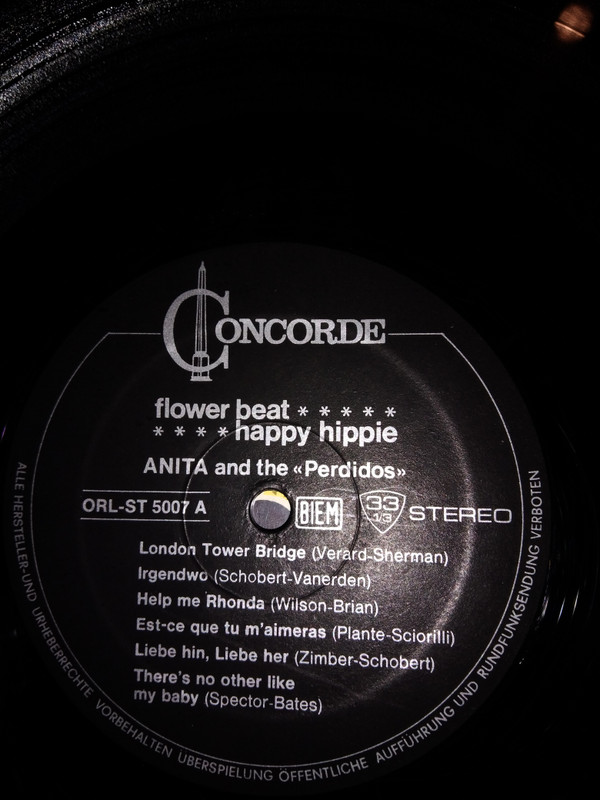 CONCORDE
flower beat * * * * *
* * * * happy hippie
ANITA and the «Perdidos»
ORL-ST 5007 A BIEM 33 1/3 STEREO
London Tower Bridge (Verard-Sherman)
Irgendwo (Schobert-Vanerden)
Help me Rhonda (Wilson-Brian)
Est-ce que tu m'aimeras (Plante-Sciorilli)
Liebe hin, Liebe her (Zimber-Schobert)
There's no other like
my baby (Spector-Bates)
ALLE HERSTELLER-UND URHEBERRECHTE VORBEHALTEN UBERSPIELUNG ÖFFENTLICHE AUFFÜHRUNG UND RUNDFUNKSENDUNG VERBOTEN